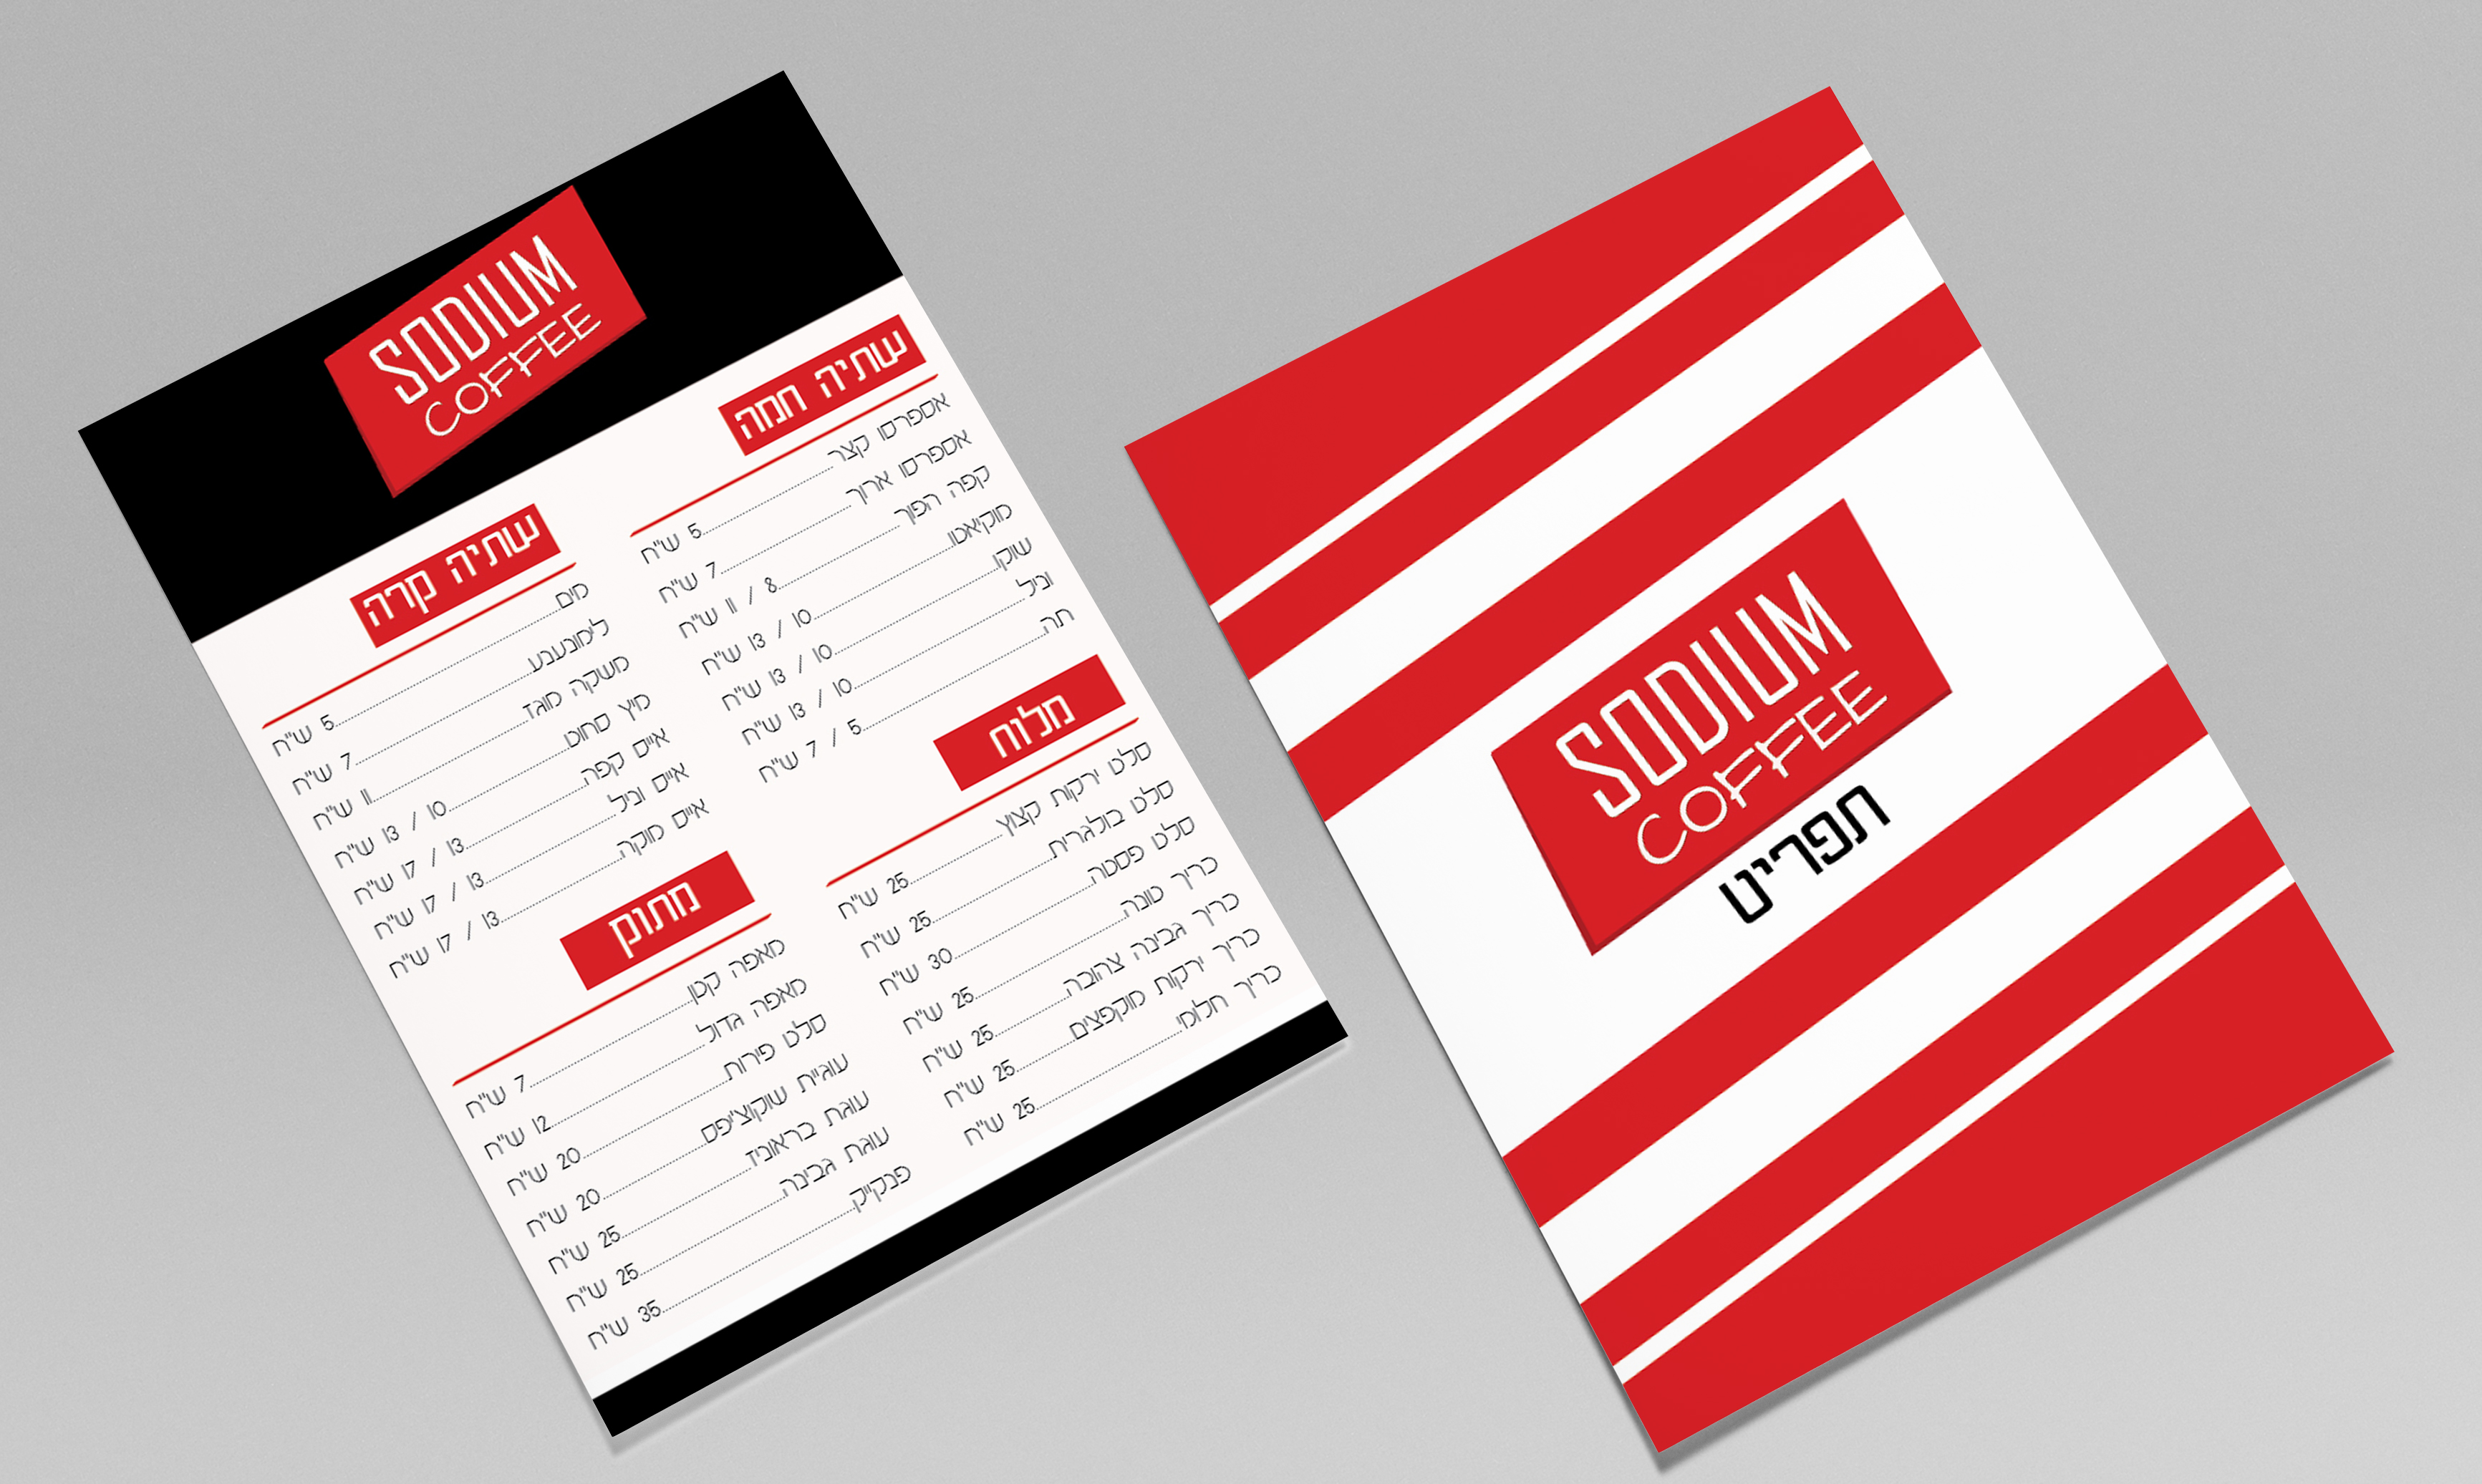 SODIUM
COFFEE
שתיה חמה
אספרסו קצר 5 ש"ח
אספרסו ארוך 7 ש"ח
קפה הפוך 8 / 11 ש"ח
מוקיאטו 10 / 13 ש"ח
שוקו 10 / 13 ש"ח
וניל 10 / 13 ש"ח
תה 5 / 7 ש"ח
מלוח
סלט ירקות קצוץ 25 ש"ח
סלט בולגרית 25 ש"ח
סלט פסטה 30 ש"ח
כריך טונה 25 ש"ח
כריך גבינה צהובה 25 ש"ח
כריך ירקות מוקפצים 25 ש"ח
כריך חלומי 25 ש"ח
שתיה קרה
מים 5 ש"ח
לימונענע 7 ש"ח
משקה מוגז 11 ש"ח
מיץ סחוט 10 / 13 ש"ח
אייס קפה 13 / 17 ש"ח
אייס וניל 13 / 17 ש"ח
אייס מוקה 13 / 17 ש"ח
מתוק
מאפה קטן 7 ש"ח
מאפה גדול 12 ש"ח
סלט פירות 20 ש"ח
עוגיית שוקוצ'יפס 20 ש"ח
עוגת בראוניז 25 ש"ח
עוגת גבינה 25 ש"ח
פנקייק 35 ש"ח
SODIUM
COFFEE
תפריט